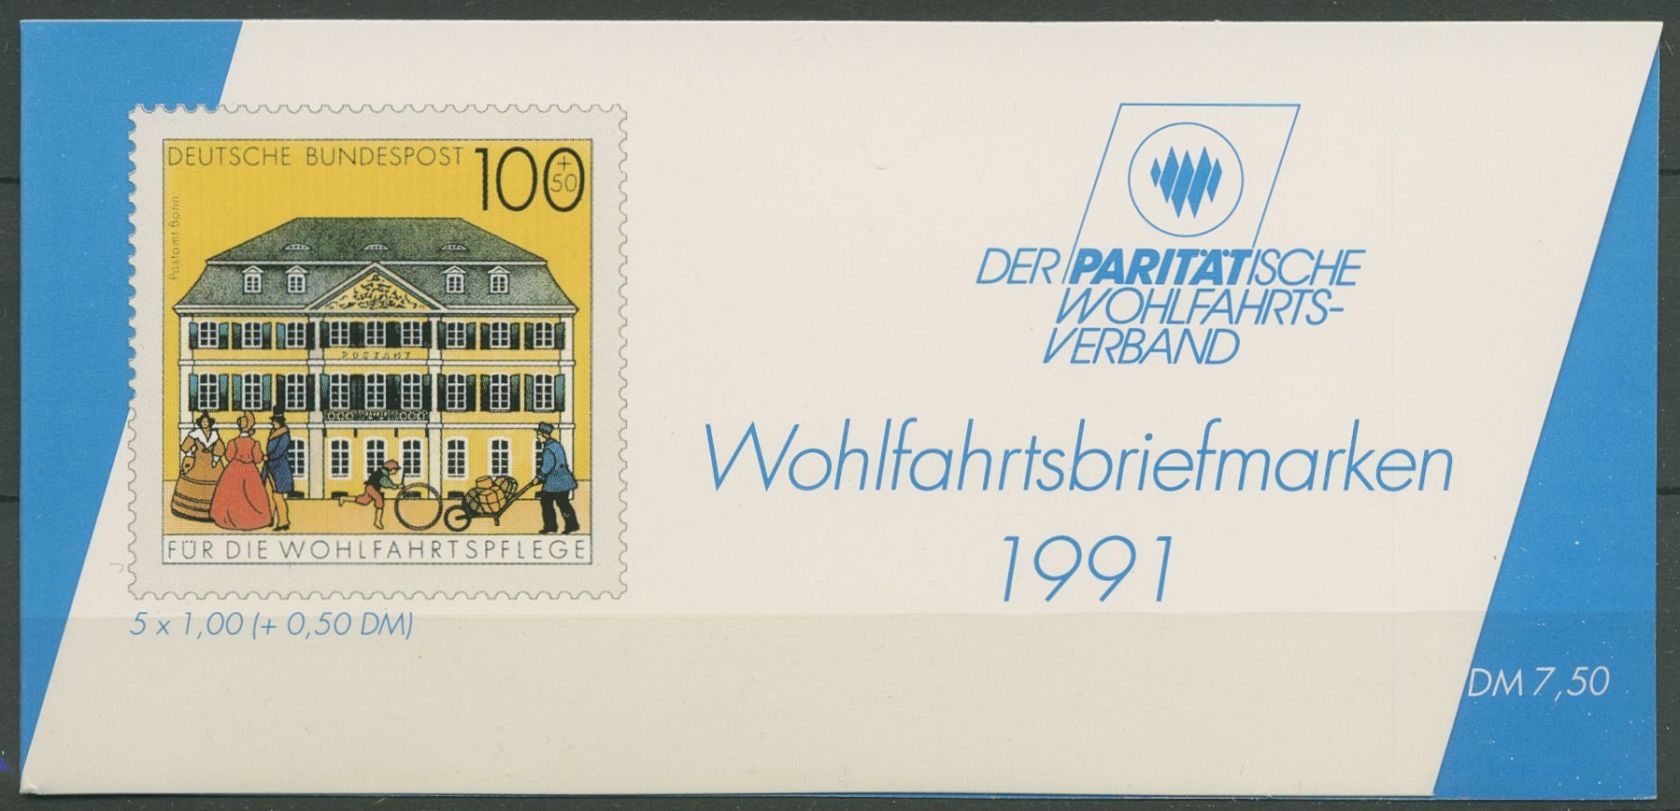 DEUTSCHE BUNDESPOST 100
+
50
Postamt Bonn
POSTAMT
FÜR DIE WOHLFAHRTSPFLEGE
5 x 1,00 (+ 0,50 DM)
DER PARITÄTISCHE
WOHLFAHRTS-
VERBAND
Wohlfahrtsbriefmarken
1991
DM 7,50